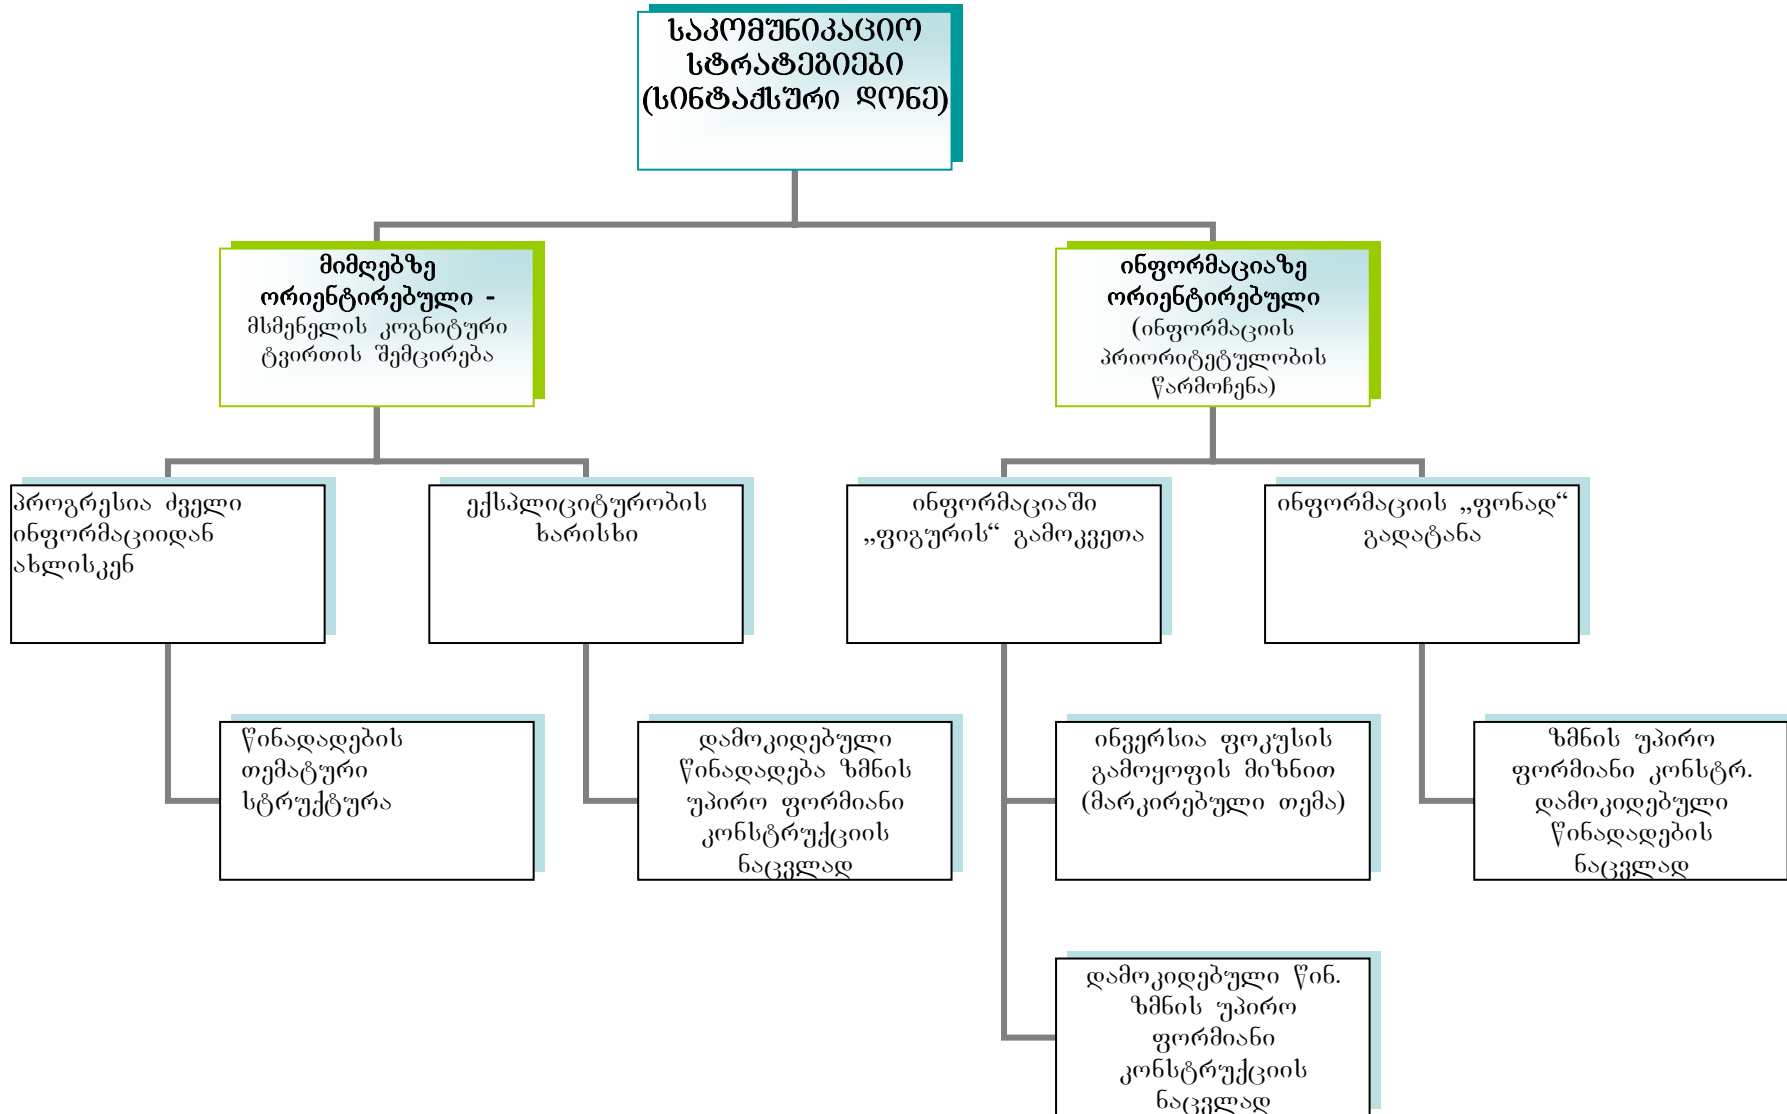 საკომუნიკაციო
სტრატეგიები
(სინტაქსური დონე)
მიმღებზე
ორიენტირებული -
მსმენელის კოგნიტური
ტვირთის შემცირება
ინფორმაციაზე
ორიენტირებული
(ინფორმაციის
პრიორიტეტულობის
წარმოჩენა)
პროგრესია ძველი
ინფორმაციიდან
ახლისკენ
ექსპლიციტურობის
ხარისხი
ინფორმაციაში
„ფიგურის“ გამოკვეთა
ინფორმაციის „ფონად“
გადატანა
წინადადების
თემატური
სტრუქტურა
დამოკიდებული
წინადადება ზმნის
უპირო ფორმიანი
კონსტრუქციის
ნაცვლად
ინვერსია ფოკუსის
გამოყოფის მიზნით
(მარკირებული თემა)
ზმნის უპირო
ფორმიანი კონსტრ.
დამოკიდებული
წინადადების
ნაცვლად
დამოკიდებული წინ.
ზმნის უპირო
ფორმიანი
კონსტრუქციის
ნაცვლად